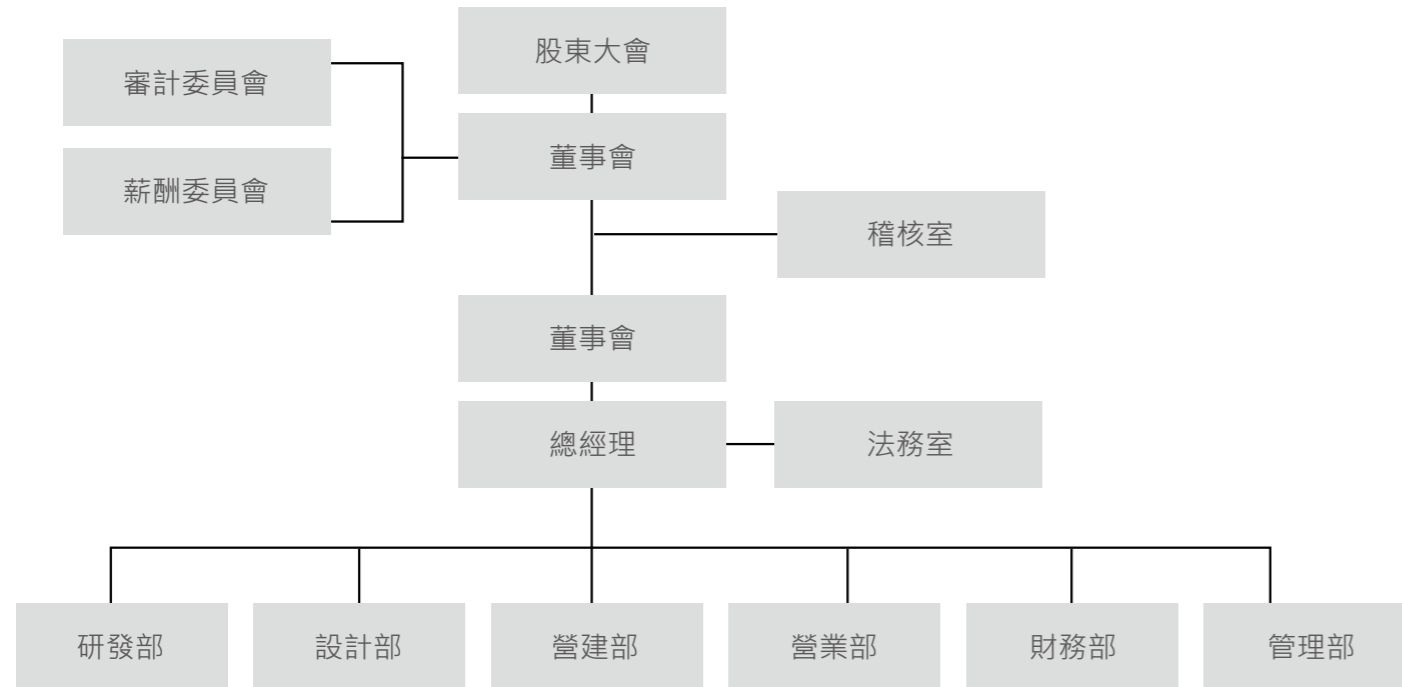 股東大會
審計委員會
董事會
薪酬委員會
稽核室
董事會
總經理
法務室
研發部
設計部
營建部
營業部
財務部
管理部